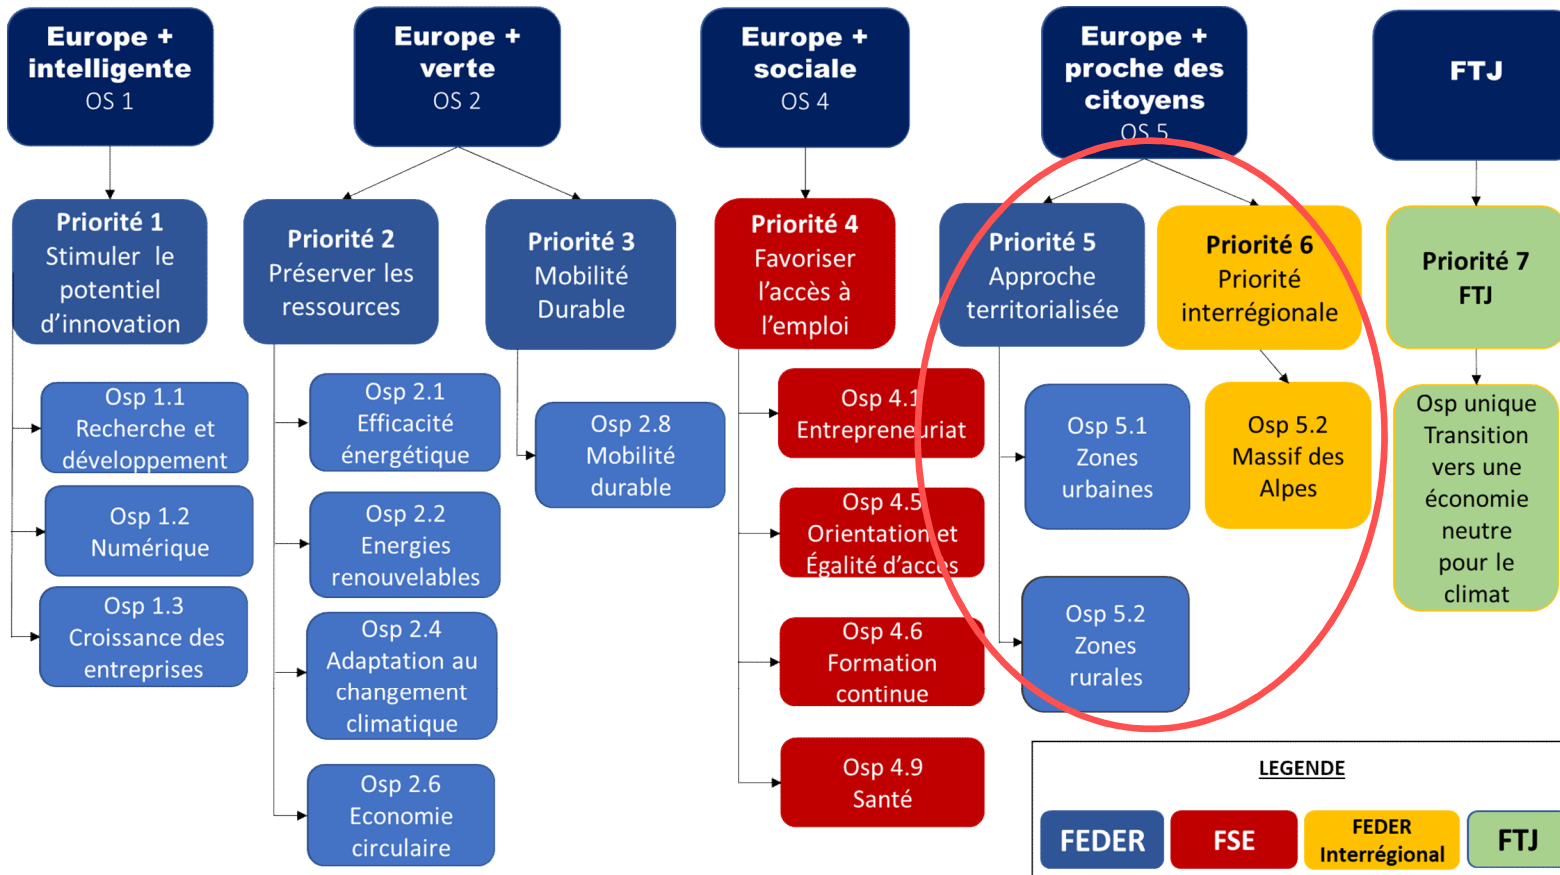 Europe +
intelligente
OS 1
Europe +
verte
OS 2
Europe +
sociale
OS 4
Europe +
proche des
citoyens
OS 5
FTJ
Priorité 1
Stimuler le
potentiel
d’innovation
Priorité 2
Préserver les
ressources
Priorité 3
Mobilité
Durable
Priorité 4
Favoriser
l’accès à
l’emploi
Priorité 5
Approche
territorialisée
Priorité 6
Priorité
interrégionale
Priorité 7
FTJ
Osp 1.1
Recherche et
développement
Osp 1.2
Numérique
Osp 1.3
Croissance des
entreprises
Osp 2.1
Efficacité
énergétique
Osp 2.2
Energies
renouvelables
Osp 2.4
Adaptation au
changement
climatique
Osp 2.6
Economie
circulaire
Osp 2.8
Mobilité
durable
Osp 4.1
Entrepreneuriat
Osp 4.5
Orientation et
Égalité d’accès
Osp 4.6
Formation
continue
Osp 4.9
Santé
Osp 5.1
Zones
urbaines
Osp 5.2
Zones
rurales
Osp 5.2
Massif des
Alpes
Osp unique
Transition
vers une
économie
neutre
pour le
climat
LEGENDE
FEDER
FSE
FEDER
Interrégional
FTJ